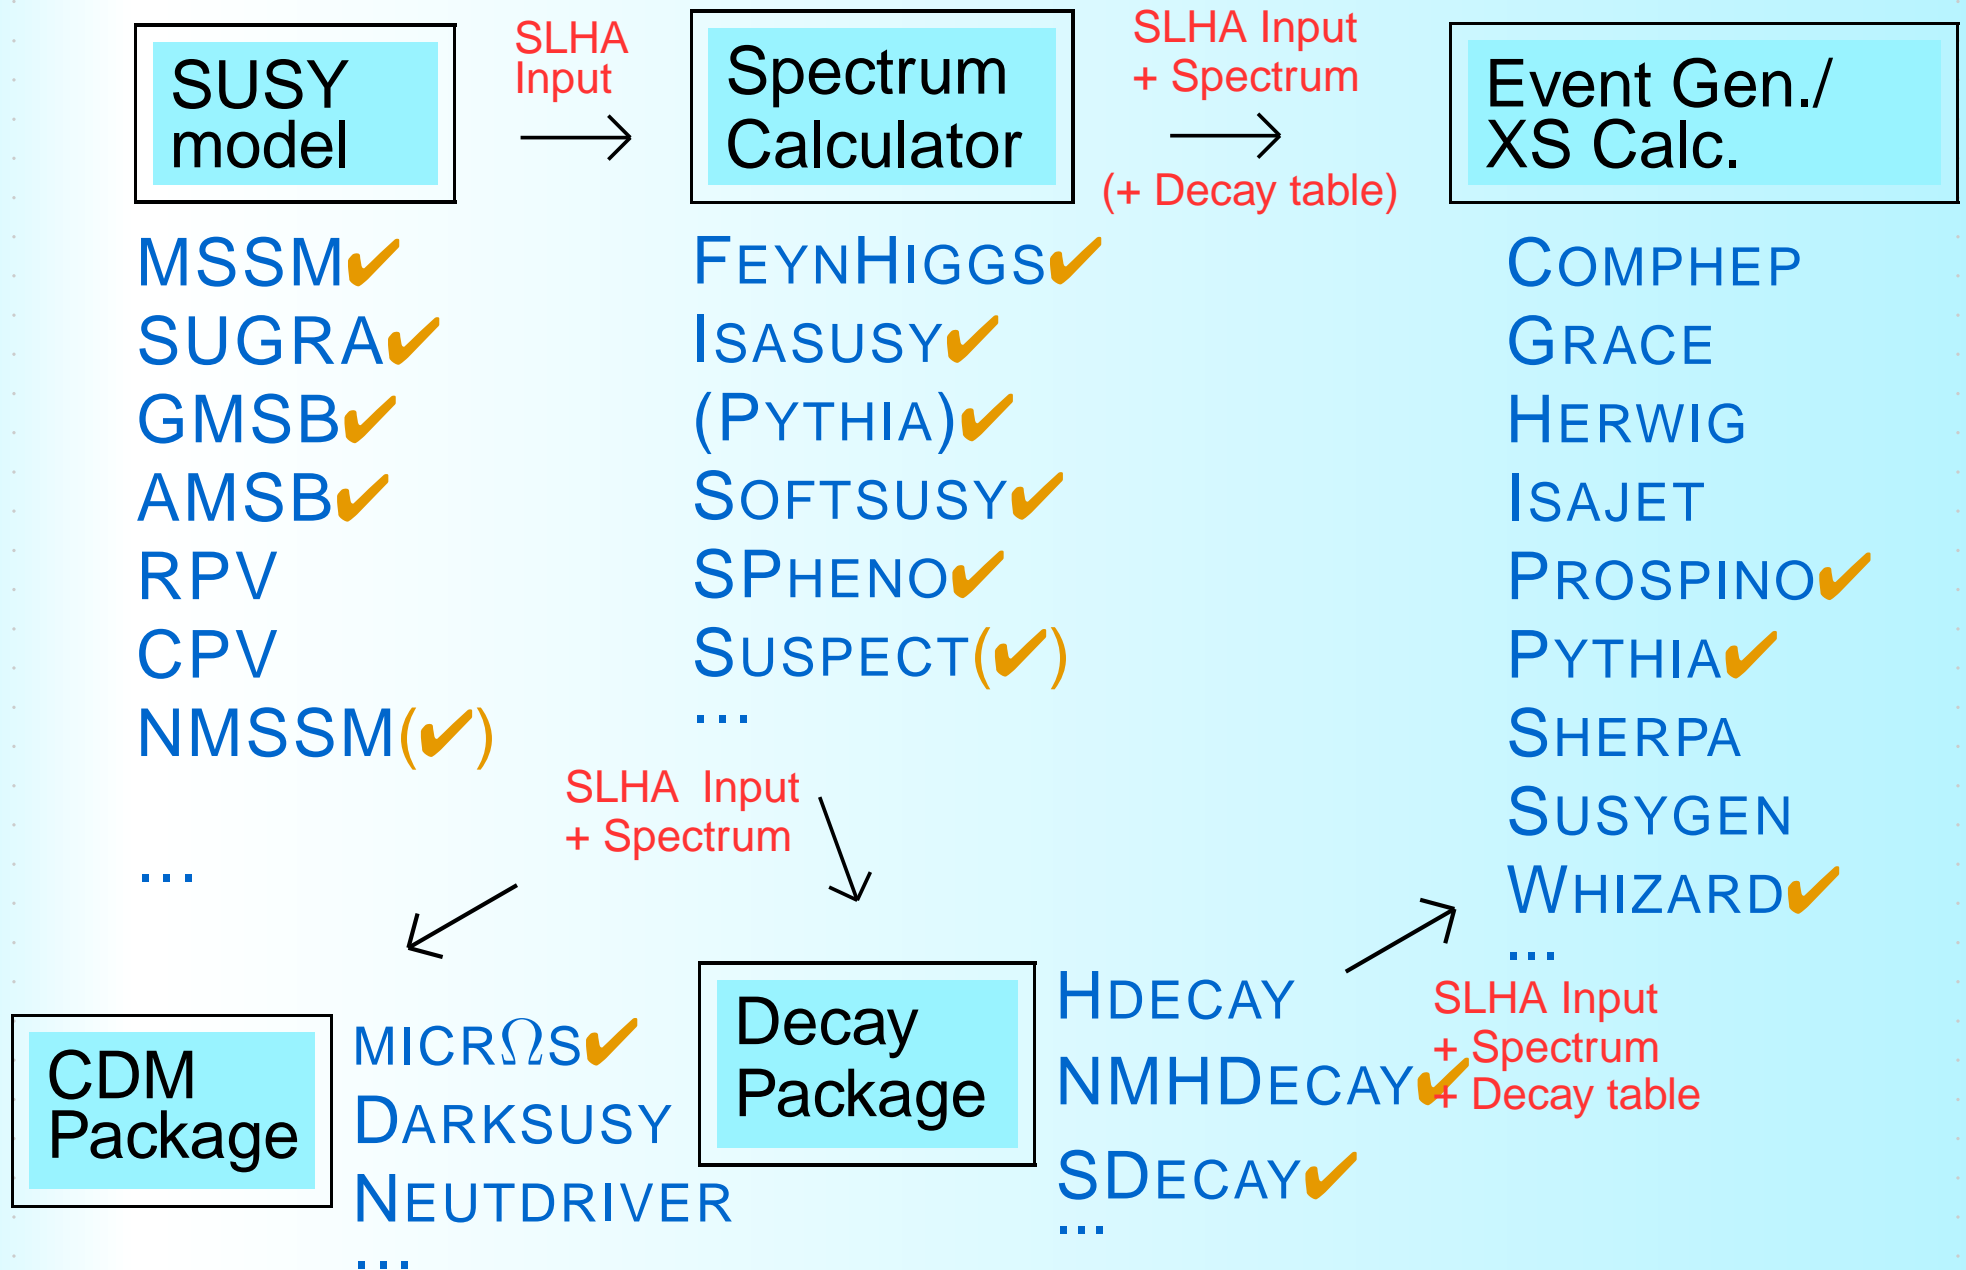 SUSY
model
SLHA
Input
Spectrum
Calculator
SLHA Input
+ Spectrum
(+ Decay table)
Event Gen./
XS Calc.
MSSM✔
SUGRA✔
GMSB✔
AMSB✔
RPV
CPV
NMSSM(✔)
...
FEYNHIGGS✔
ISASUSY✔
(PYTHIA)✔
SOFTSUSY✔
SPHENO✔
SUSPECT(✔)
...
COMPHEP
GRACE
HERWIG
ISAJET
PROSPINO✔
PYTHIA✔
SHERPA
SUSYGEN
WHIZARD✔
...
SLHA Input
+ Spectrum
CDM
Package
MICRΩS✔
DARKSUSY
NEUTDRIVER
...
Decay
Package
HDECAY
NMHDECAY✔
SDECAY✔
...
SLHA Input
+ Spectrum
+ Decay table